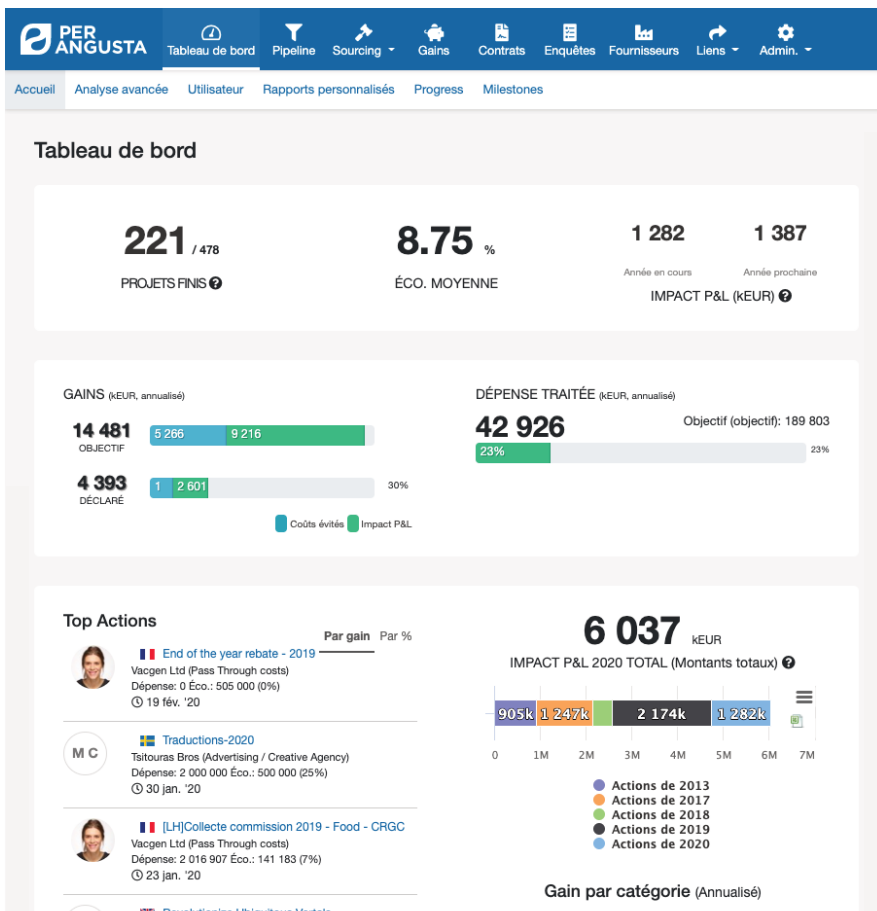 PER
ANGUSTA
Tableau de bord
Pipeline
Sourcing
Gains
Contrats
Enquêtes
Fournisseurs
Liens
Admin.
Accueil
Analyse avancée
Utilisateur
Rapports personnalisés
Progress
Milestones
Tableau de bord
221 / 478
PROJETS FINIS
8.75 %
ÉCO. MOYENNE
1 282
1 387
Année en cours
Année prochaine
IMPACT P&L (kEUR)
GAINS (kEUR, annualisé)
14 481
OBJECTIF
5 266
9 216
4 393
DÉCLARÉ
1
2 601
30%
Coûts évités
Impact P&L
DÉPENSE TRAITÉE (kEUR, annualisé)
42 926
Objectif (objectif): 189 803
23%
23%
Top Actions
Par gain
Par %
End of the year rebate - 2019
Vacgen Ltd (Pass Through costs)
Dépense: 0 Éco.: 505 000 (0%)
19 fév. '20
M C
Traductions-2020
Tsitouras Bros (Advertising / Creative Agency)
Dépense: 2 000 000 Éco.: 500 000 (25%)
30 jan. '20
[LH]Collecte commission 2019 - Food - CRGC
Vacgen Ltd (Pass Through costs)
Dépense: 2 016 907 Éco.: 141 183 (7%)
23 jan. '20
6 037 kEUR
IMPACT P&L 2020 TOTAL (Montants totaux)
905k
1 247k
2 174k
1 282k
0
1M
2M
3M
4M
5M
6M
7M
Actions de 2013
Actions de 2017
Actions de 2018
Actions de 2019
Actions de 2020
Gain par catégorie (Annualisé)